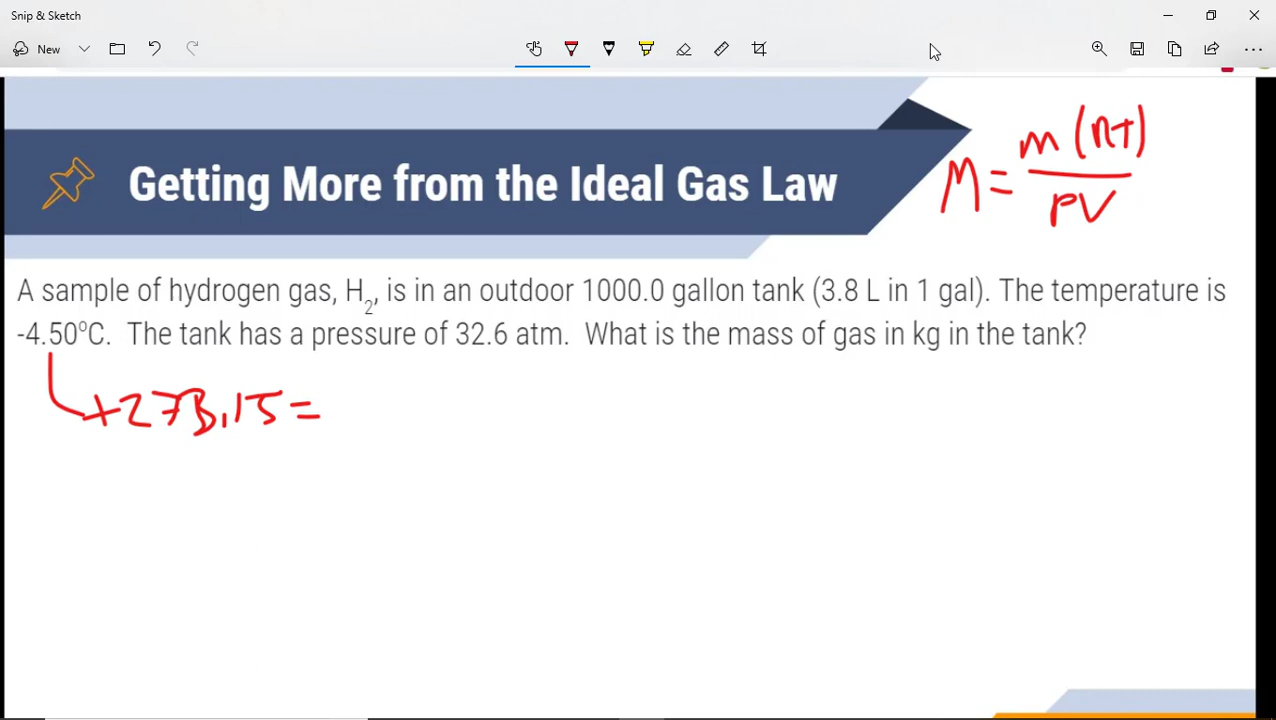 Snip & Sketch
New
Getting More from the Ideal Gas Law
M = m (rt) / PV
A sample of hydrogen gas, H2, is in an outdoor 1000.0 gallon tank (3.8 L in 1 gal). The temperature is
-4.50⁰C. The tank has a pressure of 32.6 atm. What is the mass of gas in kg in the tank?
+273.15 =